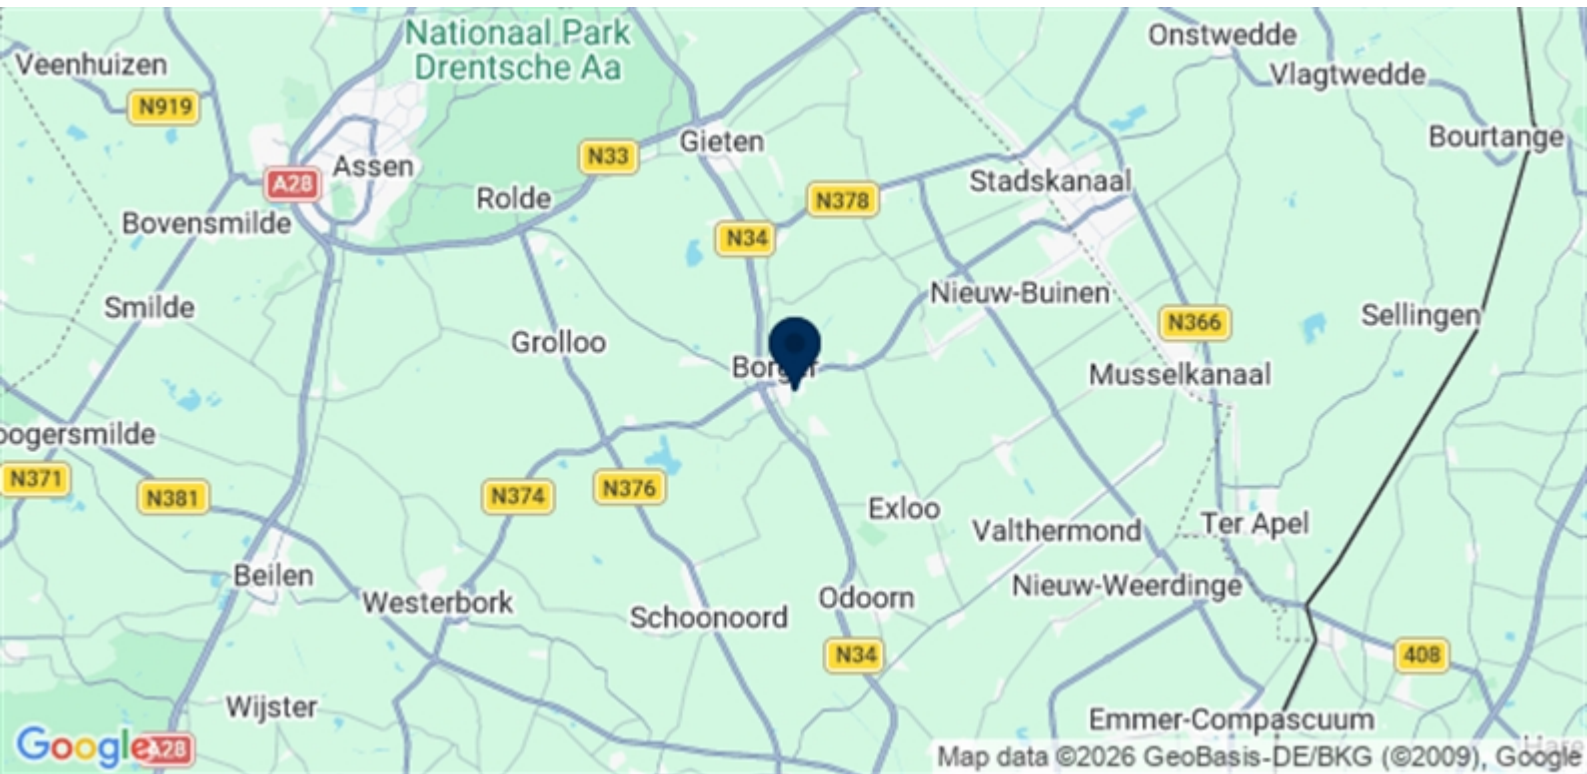 Nationaal Park
Drentsche Aa
Onstwedde
Veenhuizen
Vlagtwedde
N919
Bourtange
Gieten
N33
Assen
A28
Stadskanaal
Rolde
N378
Bovensmilde
N34
Nieuw-Buinen
Smilde
Sellingen
N366
Grolloo
Borger
Musselkanaal
oogersmilde
N371
N381
N374
N376
Exloo
Valthermond
Ter Apel
Beilen
Nieuw-Weerdinge
Westerbork
Odoorn
Schoonoord
N34
408
Wijster
Emmer-Compascuum
Google
A28
Map data ©2026 GeoBasis-DE/BKG (©2009), Google